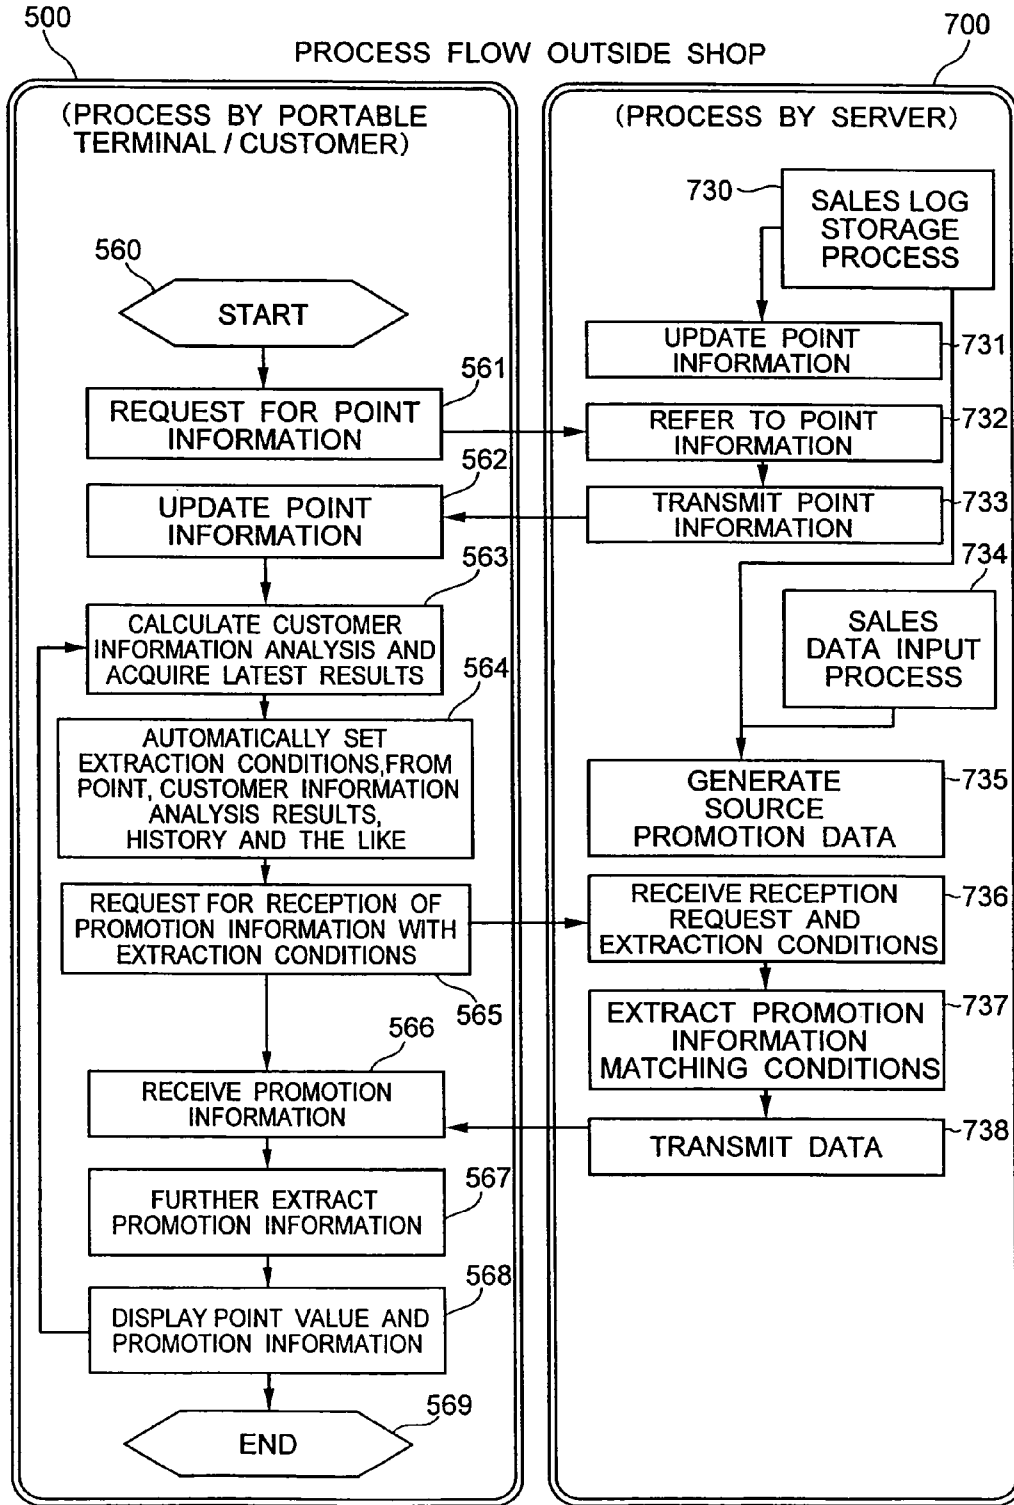 500
700
PROCESS FLOW OUTSIDE SHOP
(PROCESS BY PORTABLE
TERMINAL / CUSTOMER)
560
START
561
REQUEST FOR POINT
INFORMATION
562
UPDATE POINT
INFORMATION
563
CALCULATE CUSTOMER
INFORMATION ANALYSIS AND
ACQUIRE LATEST RESULTS
564
AUTOMATICALLY SET
EXTRACTION CONDITIONS,FROM
POINT, CUSTOMER INFORMATION
ANALYSIS RESULTS,
HISTORY AND THE LIKE
REQUEST FOR RECEPTION OF
PROMOTION INFORMATION WITH
EXTRACTION CONDITIONS
565
566
RECEIVE PROMOTION
INFORMATION
567
FURTHER EXTRACT
PROMOTION INFORMATION
568
DISPLAY POINT VALUE AND
PROMOTION INFORMATION
569
END
(PROCESS BY SERVER)
730
SALES LOG
STORAGE
PROCESS
UPDATE POINT
INFORMATION
731
REFER TO POINT
INFORMATION
732
TRANSMIT POINT
INFORMATION
733
734
SALES
DATA INPUT
PROCESS
GENERATE
SOURCE
PROMOTION DATA
735
RECEIVE RECEPTION
REQUEST AND
EXTRACTION CONDITIONS
736
EXTRACT PROMOTION
INFORMATION
MATCHING CONDITIONS
737
TRANSMIT DATA
738